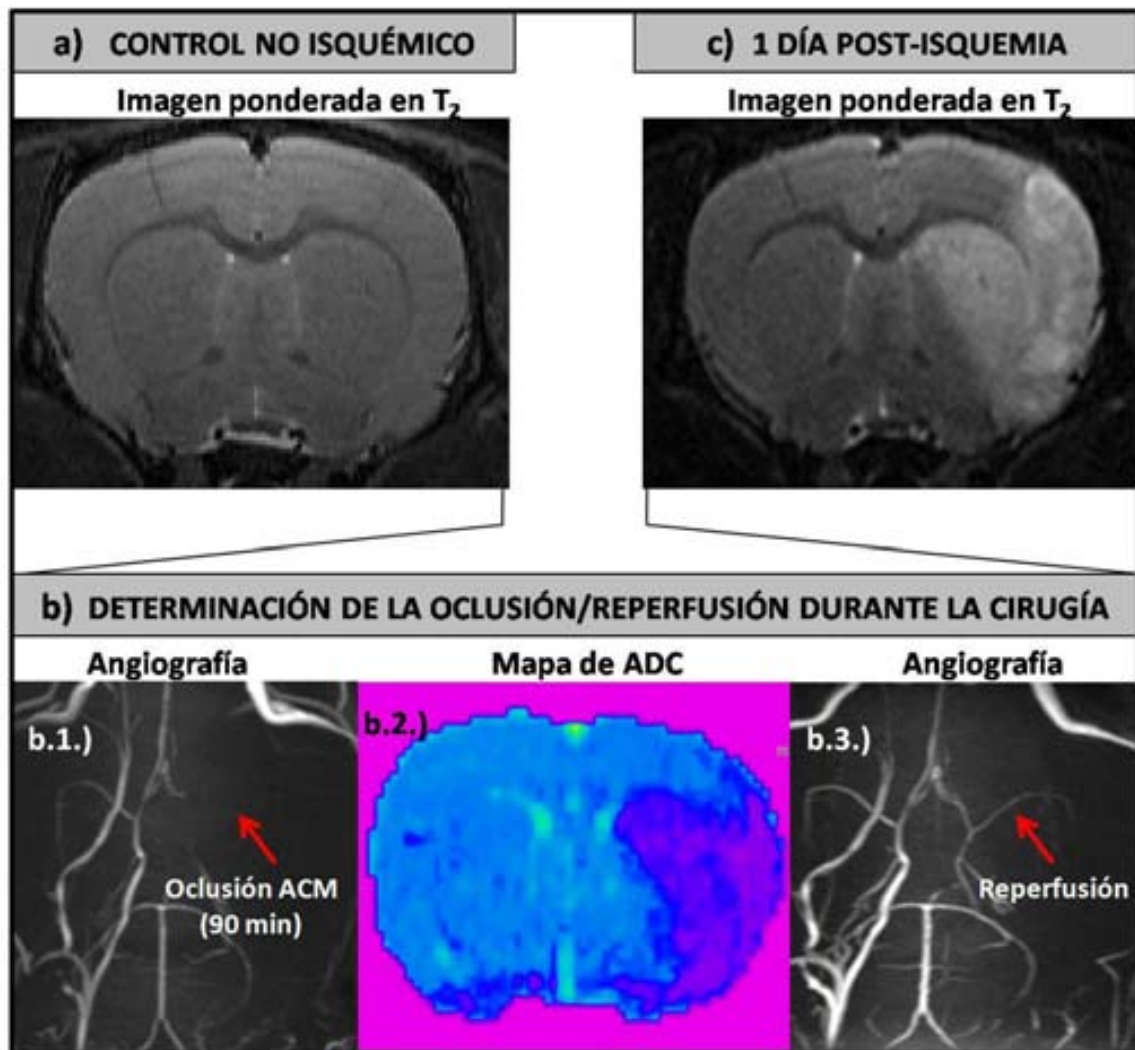 a) CONTROL NO ISQUÉMICO
Imagen ponderada en T2
c) 1 DÍA POST-ISQUEMIA
Imagen ponderada en T2
b) DETERMINACIÓN DE LA OCLUSIÓN/REPERFUSIÓN DURANTE LA CIRUGÍA
Angiografía
b.1.)
Oclusión ACM
(90 min)
Mapa de ADC
b.2.)
Angiografía
b.3.)
Reperfusión